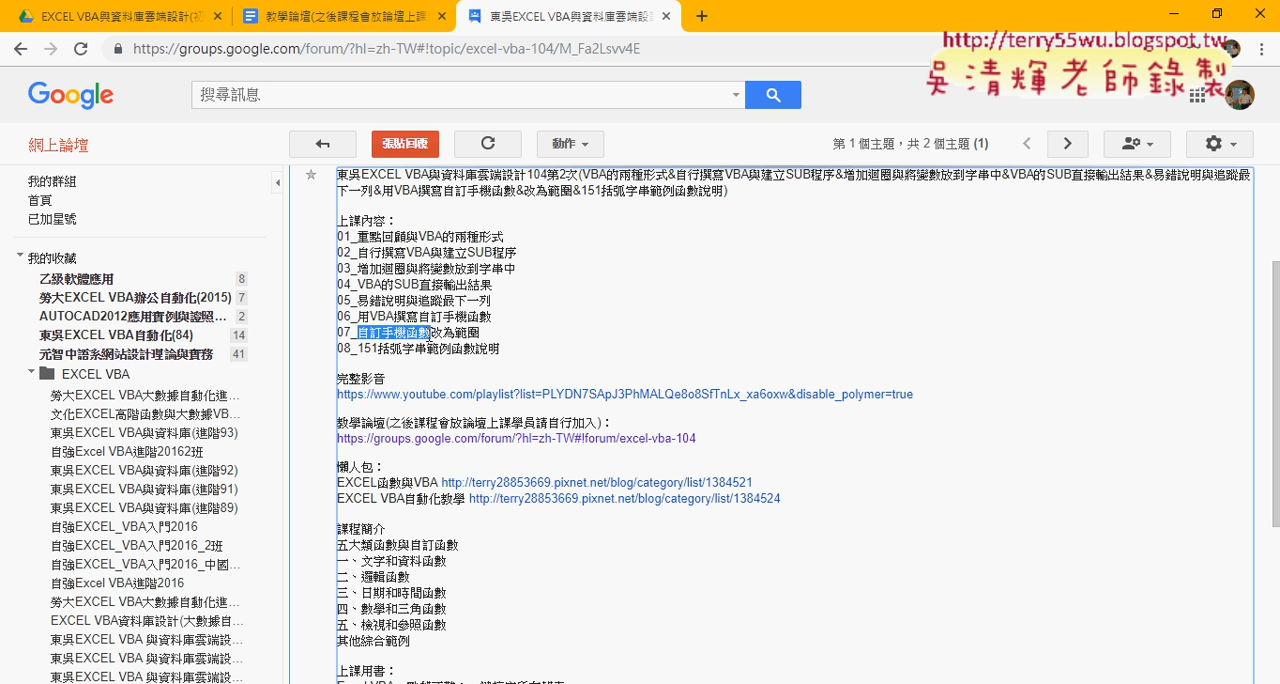 EXCEL VBA與資料庫雲端設計(初
教學論壇(之後課程會放論壇上課
東吳EXCEL VBA與資料庫雲端設
https://groups.google.com/forum/?hl=zh-TW#!topic/excel-vba-104/M_Fa2Lsvv4E
http://terry55wu.blogspot.tw
吳清輝老師錄製
Google
搜尋訊息
網上論壇
張貼回覆
動作
第 1 個主題，共 2 個主題 (1)
我的群組
首頁
已加星號
我的收藏
乙級軟體應用 8
勞大EXCEL VBA辦公自動化(2015) 7
AUTOCAD2012應用實例與證照... 2
東吳EXCEL VBA自動化(84) 14
元智中語系網站設計理論與實務 41
EXCEL VBA
勞大EXCEL VBA大數據自動化進...
文化EXCEL高階函數與大數據VB...
東吳EXCEL VBA與資料庫(進階93)
自強Excel VBA進階20162班
東吳EXCEL VBA與資料庫(進階92)
東吳EXCEL VBA與資料庫(進階91)
東吳EXCEL VBA與資料庫(進階89)
自強EXCEL_VBA入門2016
自強EXCEL_VBA入門2016_2班
自強EXCEL_VBA入門2016_中國...
自強Excel VBA進階2016
勞大EXCEL VBA大數據自動化進...
EXCEL VBA資料庫設計(大數據自...
東吳EXCEL VBA 與資料庫雲端設...
東吳EXCEL VBA 與資料庫雲端設...
東吳EXCEL VBA 與資料庫雲端設...
東吳EXCEL VBA與資料庫雲端設計104第2次(VBA的兩種形式&自行撰寫VBA與建立SUB程序&增加迴圈與將變數放到字串中&VBA的SUB直接輸出結果&易錯說明與追蹤最
下一列&用VBA撰寫自訂手機函數&改為範圍&151括弧字串範例函數說明)
上課內容：
01_重點回顧與VBA的兩種形式
02_自行撰寫VBA與建立SUB程序
03_增加迴圈與將變數放到字串中
04_VBA的SUB直接輸出結果
05_易錯說明與追蹤最下一列
06_用VBA撰寫自訂手機函數
07_自訂手機函數改為範圍
08_151括弧字串範例函數說明
完整影音
https://www.youtube.com/playlist?list=PLYDN7SApJ3PhMALQe8o8SfTnLx_xa6oxw&disable_polymer=true
教學論壇(之後課程會放論壇上課學員請自行加入)：
https://groups.google.com/forum/?hl=zh-TW#!forum/excel-vba-104
懶人包：
EXCEL函數與VBA http://terry28853669.pixnet.net/blog/category/list/1384521
EXCEL VBA自動化教學 http://terry28853669.pixnet.net/blog/category/list/1384524
課程簡介
五大類函數與自訂函數
一、文字和資料函數
二、邏輯函數
三、日期和時間函數
四、數學和三角函數
五、檢視和參照函數
其他綜合範例
上課用書：